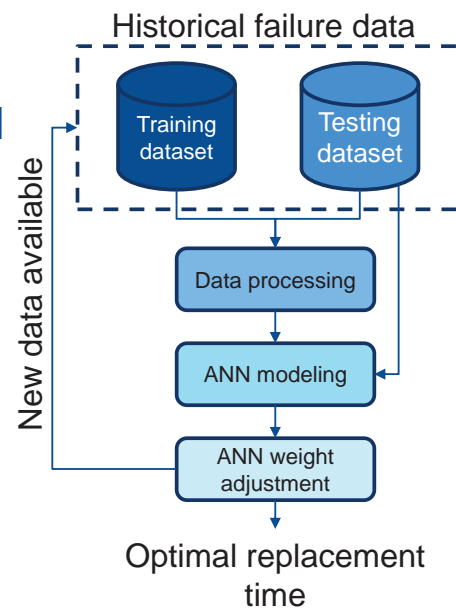 Historical failure data
Training
dataset
Testing
dataset
New data available
Data processing
ANN modeling
ANN weight
adjustment
Optimal replacement
time